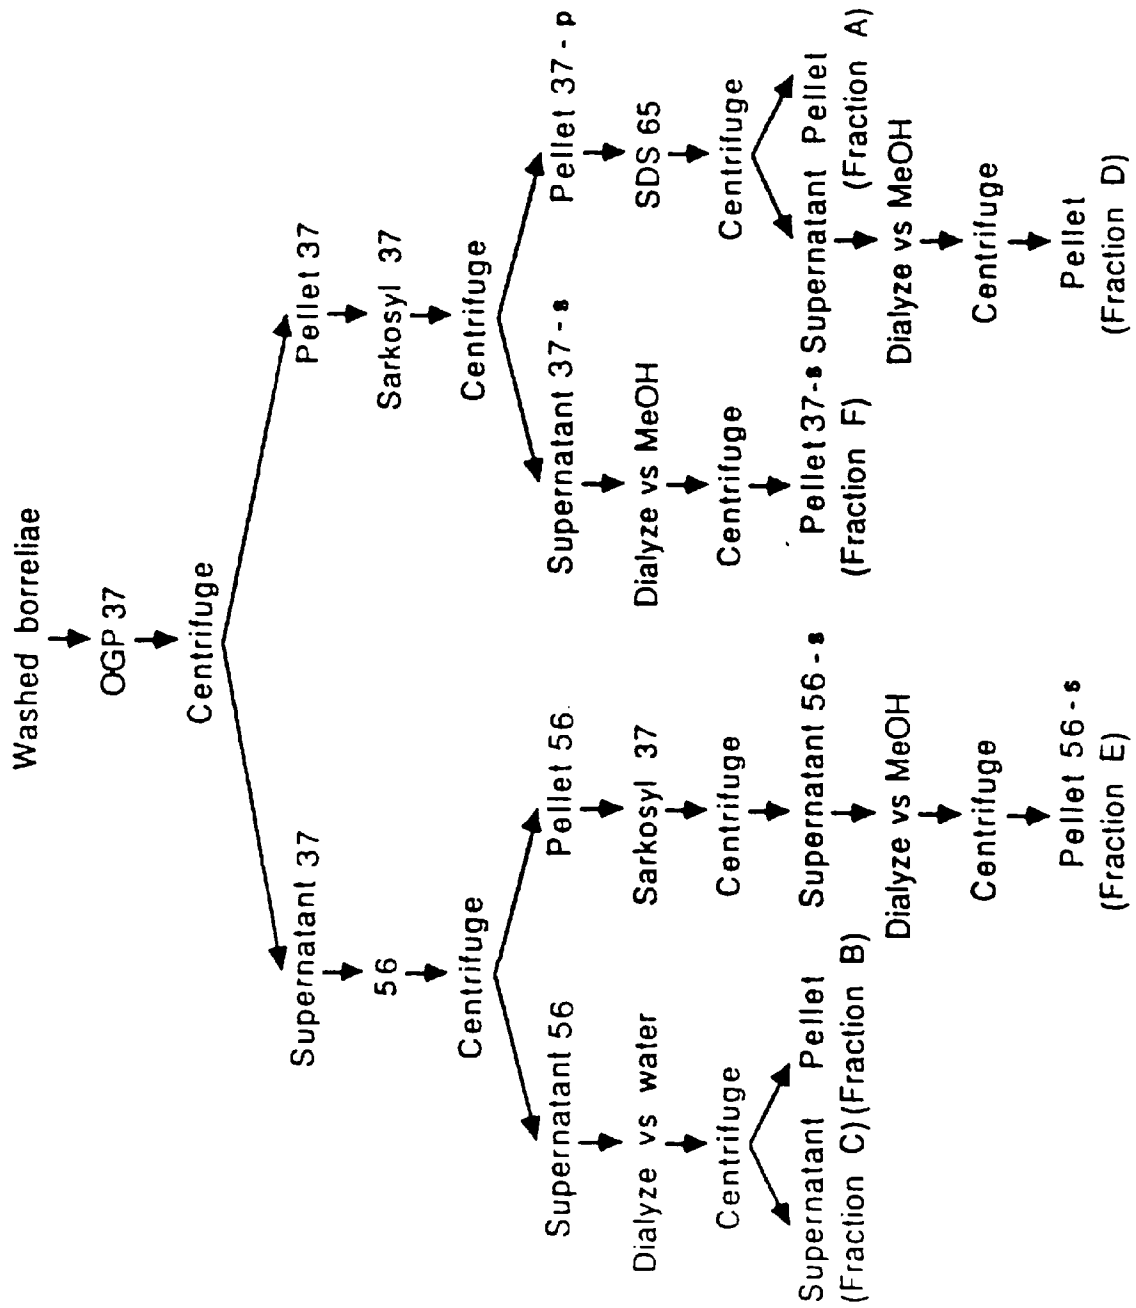 Washed borreliae
OGP 37
Centrifuge
Supernatant 37
Pellet 37
56
Sarkosyl 37
Centrifuge
Centrifuge
Supernatant 56
Pellet 56
Supernatant 37-s
Pellet 37-p
Dialyze vs water
Sarkosyl 37
Dialyze vs MeOH
SDS 65
Centrifuge
Centrifuge
Centrifuge
Centrifuge
Supernatant
Pellet
Supernatant 56-s
Pellet 37-s
Supernatant
Pellet
(Fraction C)
(Fraction B)
(Fraction F)
(Fraction A)
Dialyze vs MeOH
Dialyze vs MeOH
Centrifuge
Centrifuge
Pellet 56-s
Pellet
(Fraction E)
(Fraction D)